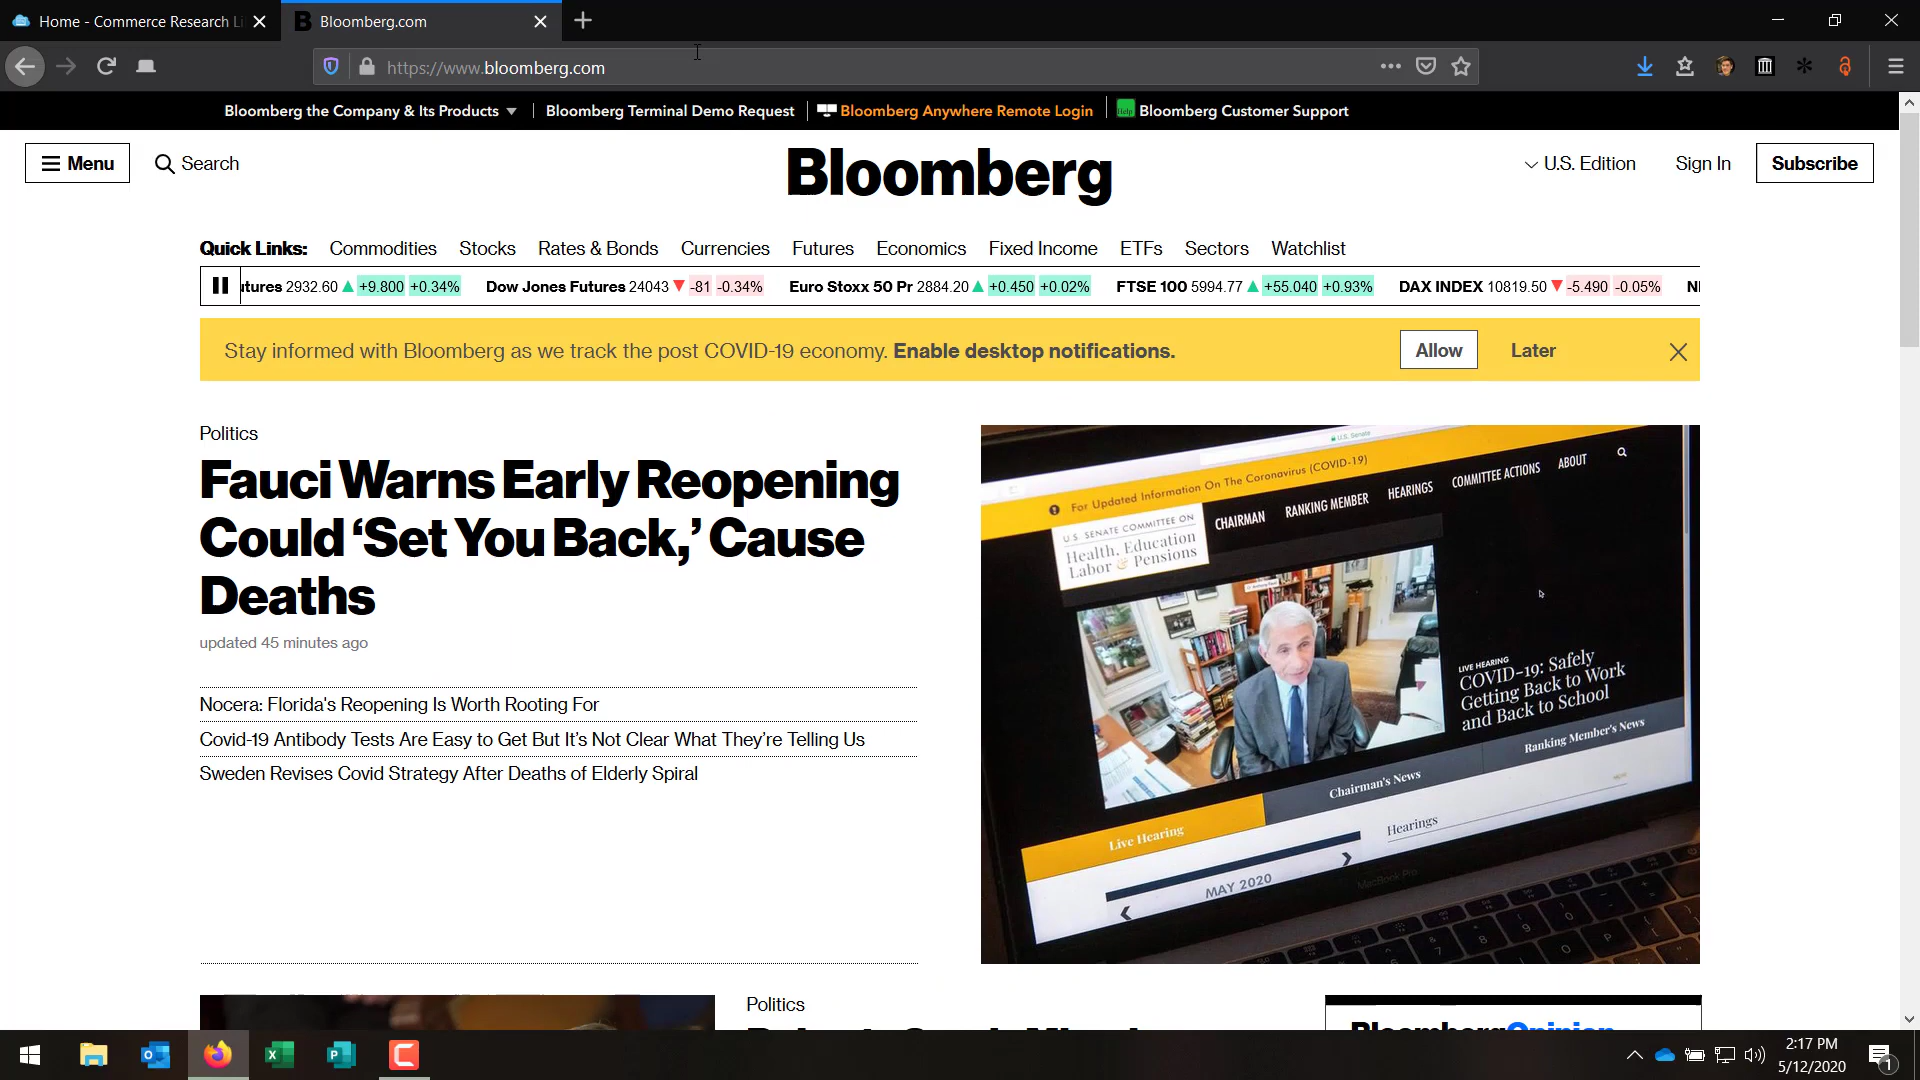 Home - Commerce Research Li
Bloomberg.com
https://www.bloomberg.com
Bloomberg the Company & Its Products
Bloomberg Terminal Demo Request
Bloomberg Anywhere Remote Login
Help
Bloomberg Customer Support
Menu
Search
Bloomberg
U.S. Edition
Sign In
Subscribe
Quick Links: Commodities Stocks Rates & Bonds Currencies Futures Economics Fixed Income ETFs Sectors Watchlist
utures 2932.60 +9.800 +0.34% Dow Jones Futures 24043 -81 -0.34% Euro Stoxx 50 Pr 2884.20 +0.450 +0.02% FTSE 100 5994.77 +55.040 +0.93% DAX INDEX 10819.50 -5.490 -0.05%
Stay informed with Bloomberg as we track the post COVID-19 economy. Enable desktop notifications.
Allow
Later
Politics
Fauci Warns Early Reopening
Could ‘Set You Back,’ Cause
Deaths
updated 45 minutes ago
Nocera: Florida's Reopening Is Worth Rooting For
Covid-19 Antibody Tests Are Easy to Get But It’s Not Clear What They’re Telling Us
Sweden Revises Covid Strategy After Deaths of Elderly Spiral
U.S. Senate
For Updated Information On The Coronavirus (COVID-19)
CHAIRMAN RANKING MEMBER HEARINGS COMMITTEE ACTIONS ABOUT
U.S. SENATE COMMITTEE ON
Health, Education
Labor & Pensions
LIVE HEARING
COVID-19: Safely
Getting Back to Work
and Back to School
Ranking Member's News
Chairman's News
Live Hearing
Hearings
MAY 2020
MacBook Pro
Politics
BloombergOpinion
2:17 PM
5/12/2020
1